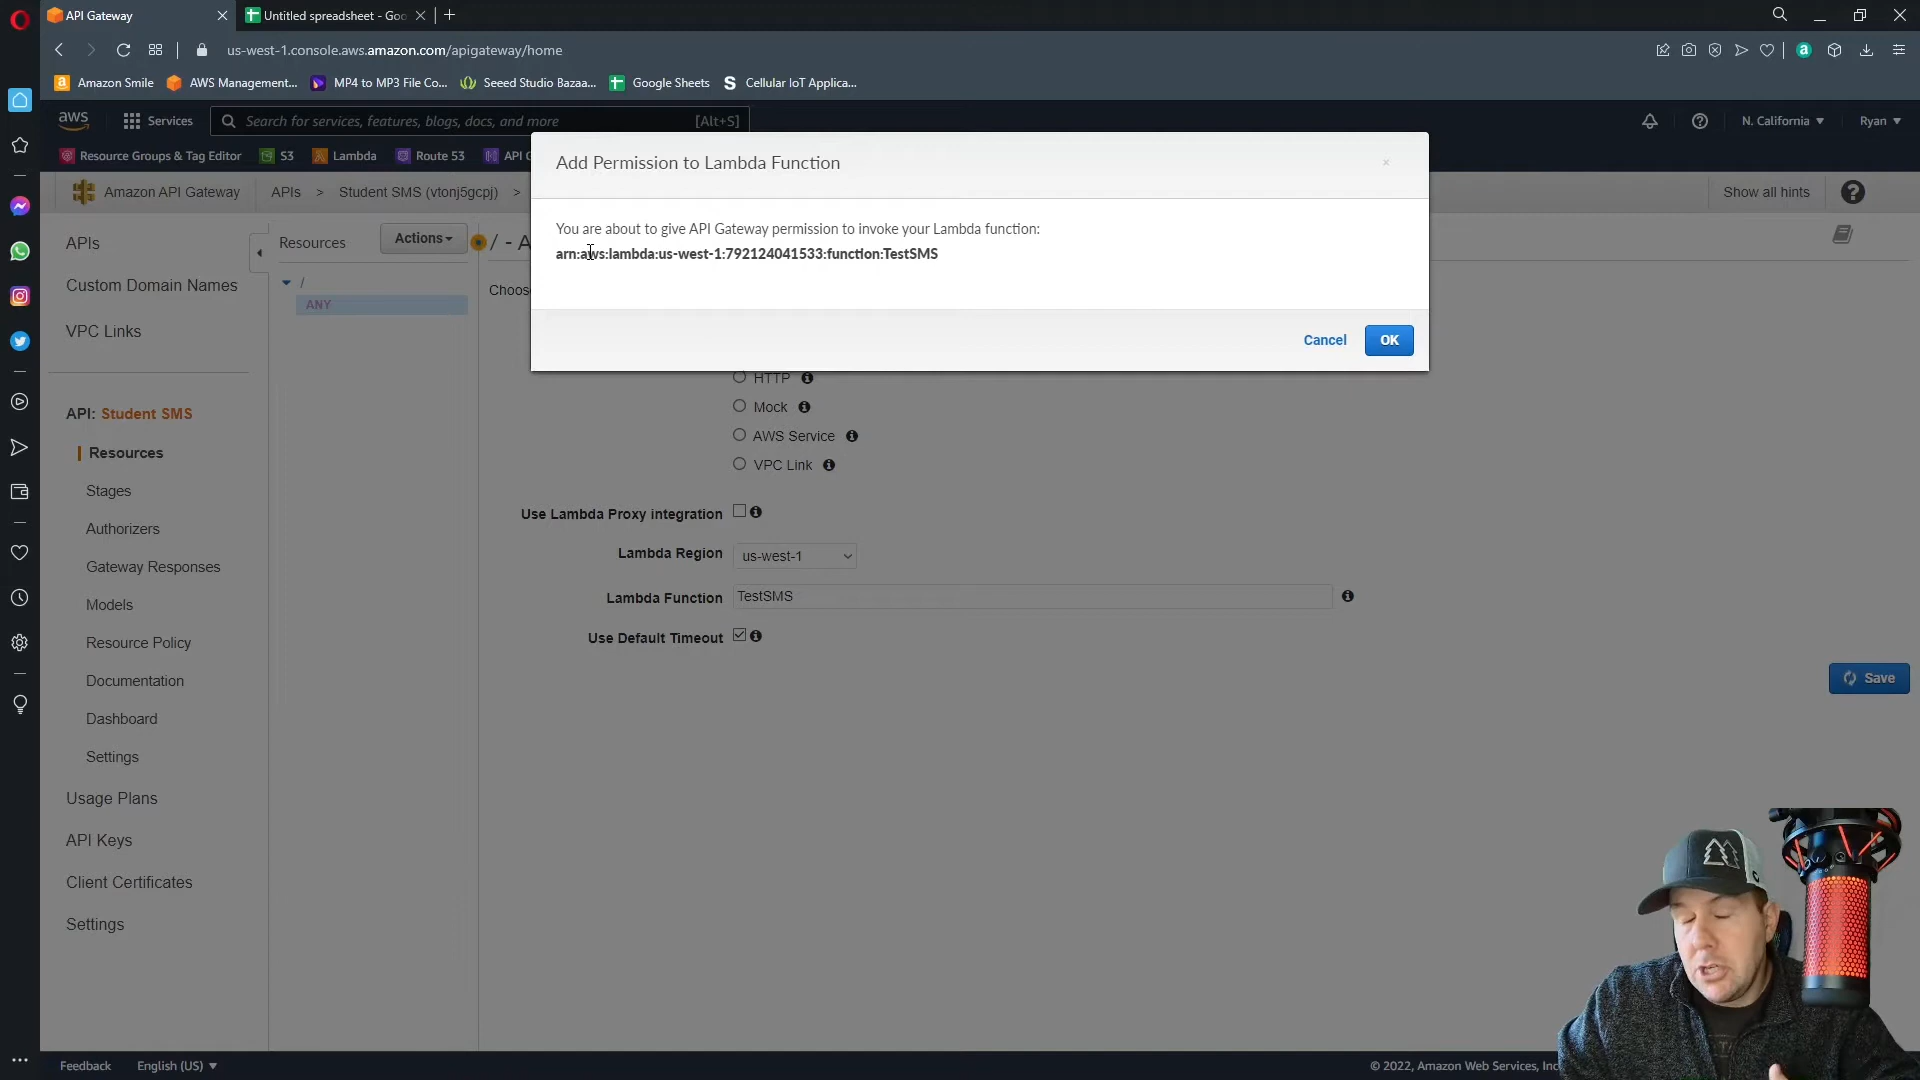 API Gateway
Untitled spreadsheet - Goo
us-west-1.console.aws.amazon.com/apigateway/home
Amazon Smile
AWS Management...
MP4 to MP3 File Co...
Seeed Studio Bazaa...
Google Sheets
Cellular IoT Applica...
aws
Services
Search for services, features, blogs, docs, and more
[Alt+S]
N. California
Ryan
Resource Groups & Tag Editor
S3
Lambda
Route 53
API G
Amazon API Gateway
APIs > Student SMS (vtonj5gcpj) >
Show all hints
Add Permission to Lambda Function
You are about to give API Gateway permission to invoke your Lambda function:
arn:aws:lambda:us-west-1:792124041533:function:TestSMS
Cancel
OK
APIs
Custom Domain Names
VPC Links
API: Student SMS
Resources
Stages
Authorizers
Gateway Responses
Models
Resource Policy
Documentation
Dashboard
Settings
Usage Plans
API Keys
Client Certificates
Settings
Resources
Actions
/
ANY
/ - A
Choos
HTTP
Mock
AWS Service
VPC Link
Use Lambda Proxy integration
Lambda Region
us-west-1
Lambda Function
TestSMS
Use Default Timeout
Save
Feedback
English (US)
© 2022, Amazon Web Services, Inc